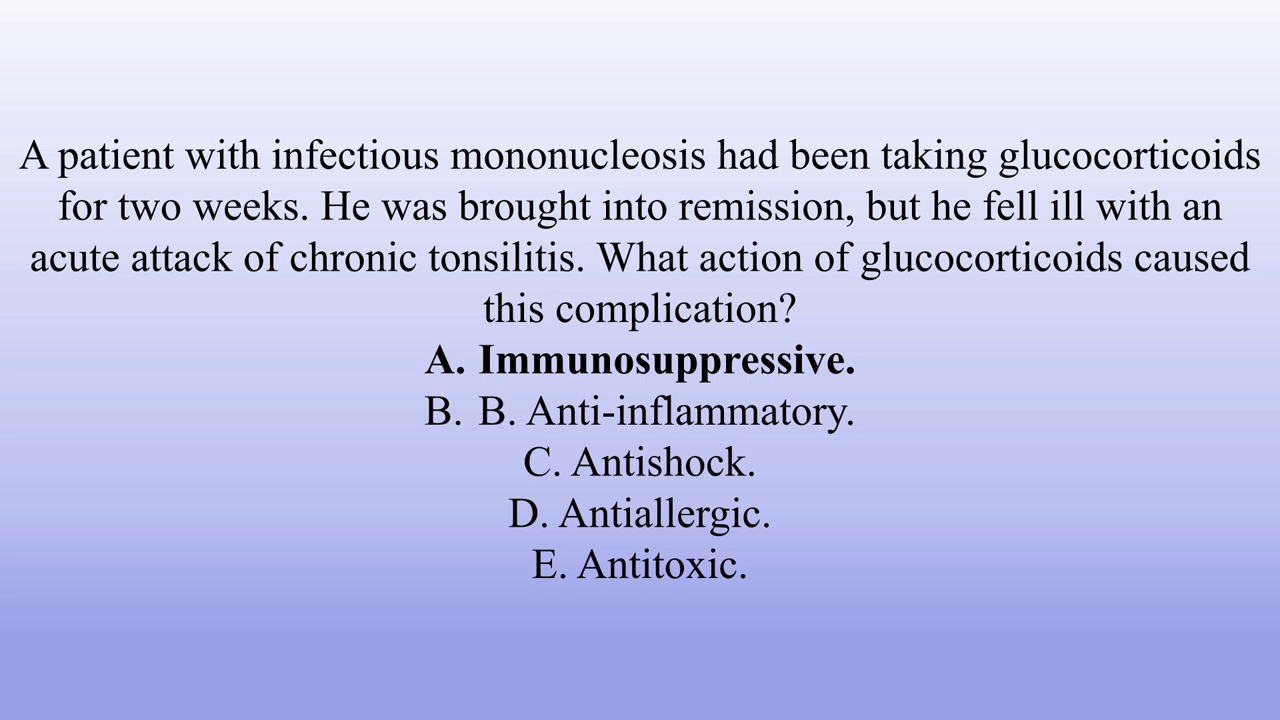 A patient with infectious mononucleosis had been taking glucocorticoids
for two weeks. He was brought into remission, but he fell ill with an
acute attack of chronic tonsilitis. What action of glucocorticoids caused
this complication?
A. Immunosuppressive.
B. B. Anti-inflammatory.
C. Antishock.
D. Antiallergic.
E. Antitoxic.